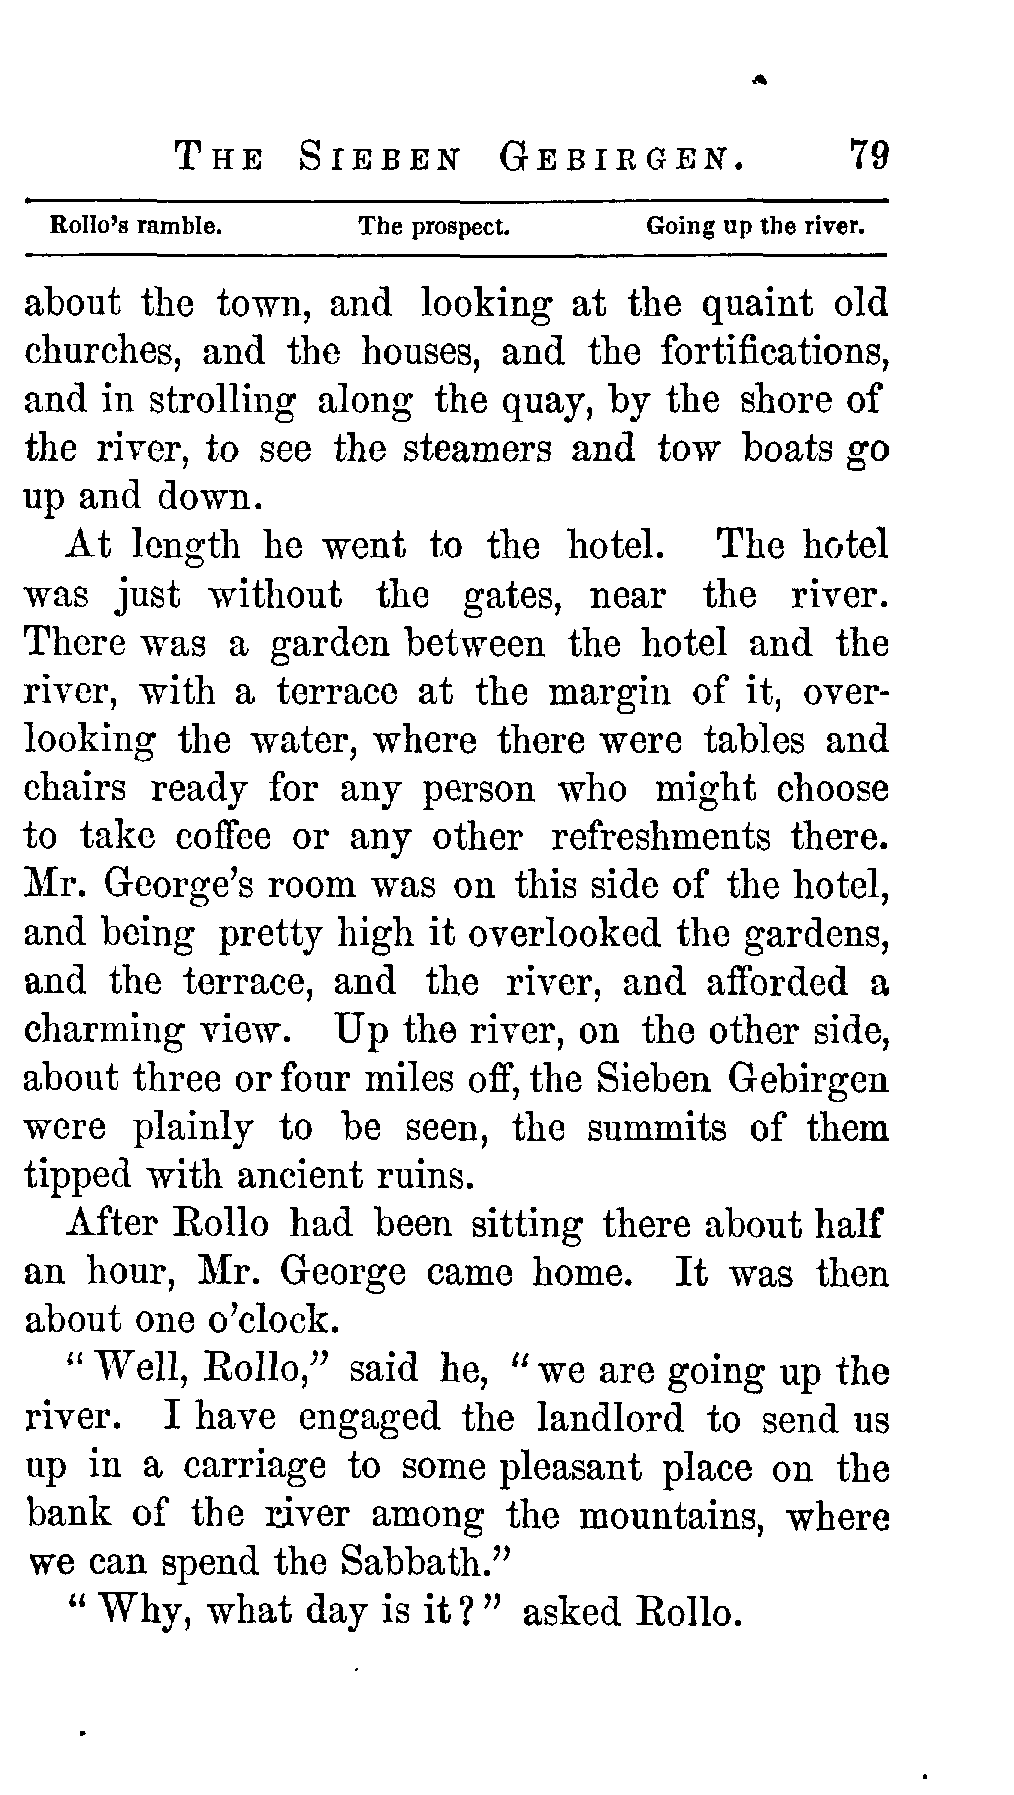 THE SIEBEN GEBIRGEN. 79
Rollo's ramble. The prospect. Going up the river.
about the town, and looking at the quaint old
churches, and the houses, and the fortifications,
and in strolling along the quay, by the shore of
the river, to see the steamers and tow boats go
up and down.
At length he went to the hotel. The hotel
was just without the gates, near the river.
There was a garden between the hotel and the
river, with a terrace at the margin of it, over-
looking the water, where there were tables and
chairs ready for any person who might choose
to take coffee or any other refreshments there.
Mr. George's room was on this side of the hotel,
and being pretty high it overlooked the gardens,
and the terrace, and the river, and afforded a
charming view. Up the river, on the other side,
about three or four miles off, the Sieben Gebirgen
were plainly to be seen, the summits of them
tipped with ancient ruins.
After Rollo had been sitting there about half
an hour, Mr. George came home. It was then
about one o'clock.
"Well, Rollo," said he, "we are going up the
river. I have engaged the landlord to send us
up in a carriage to some pleasant place on the
bank of the river among the mountains, where
we can spend the Sabbath."
"Why, what day is it?" asked Rollo.